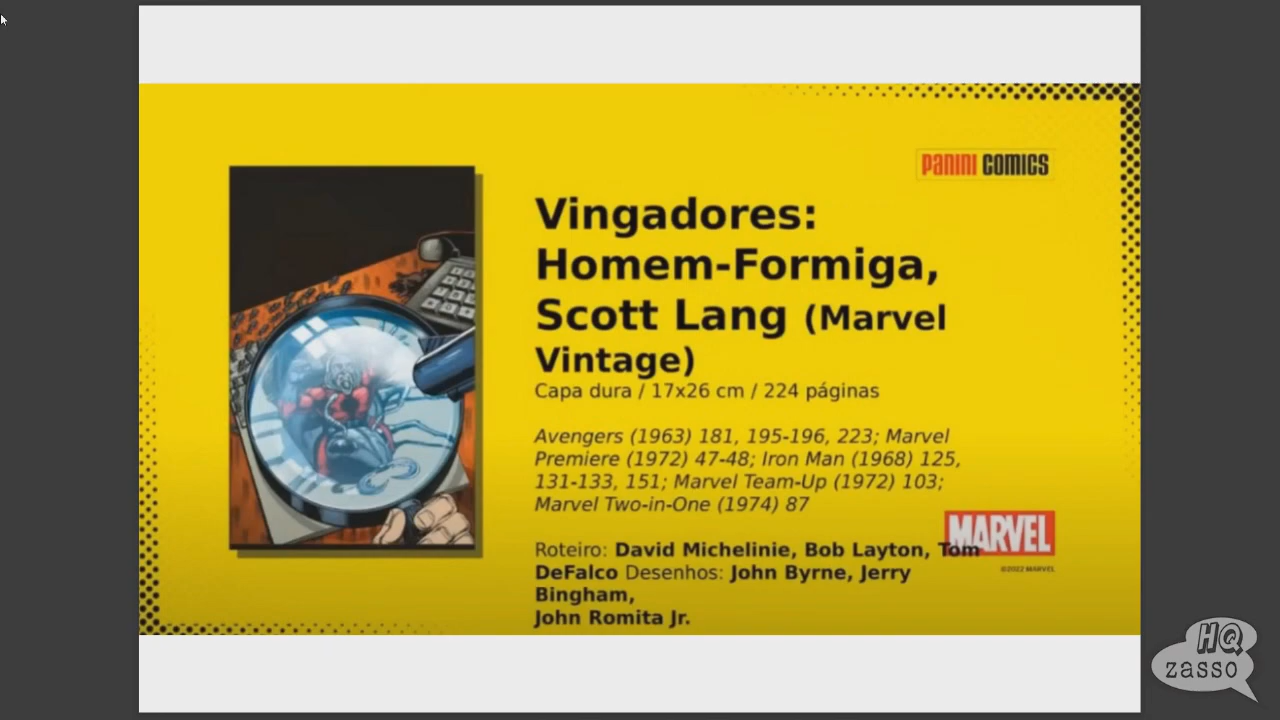 PANINI COMICS
Vingadores:
Homem-Formiga,
Scott Lang (Marvel
Vintage)
Capa dura / 17x26 cm / 224 páginas
Avengers (1963) 181, 195-196, 223; Marvel
Premiere (1972) 47-48; Iron Man (1968) 125,
131-133, 151; Marvel Team-Up (1972) 103;
Marvel Two-in-One (1974) 87
MARVEL
©2022 MARVEL
Roteiro: David Michelinie, Bob Layton, Tom
DeFalco Desenhos: John Byrne, Jerry
Bingham,
John Romita Jr.
HQ
zasso